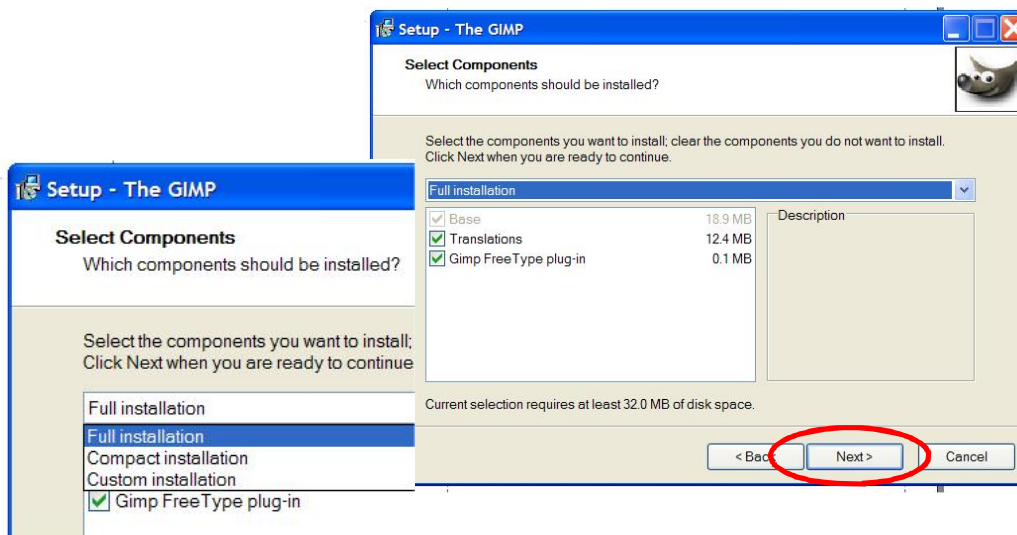 Setup - The GIMP
Select Components
Which components should be installed?
Select the components you want to install; clear the components you do not want to install.
Click Next when you are ready to continue.
Full installation
Base 18.9 MB
Translations 12.4 MB
Gimp FreeType plug-in 0.1 MB
Description
Current selection requires at least 32.0 MB of disk space.
< Back
Next >
Cancel
Setup - The GIMP
Select Components
Which components should be installed?
Select the components you want to install;
Click Next when you are ready to continue
Full installation
Full installation
Compact installation
Custom installation
Gimp FreeType plug-in